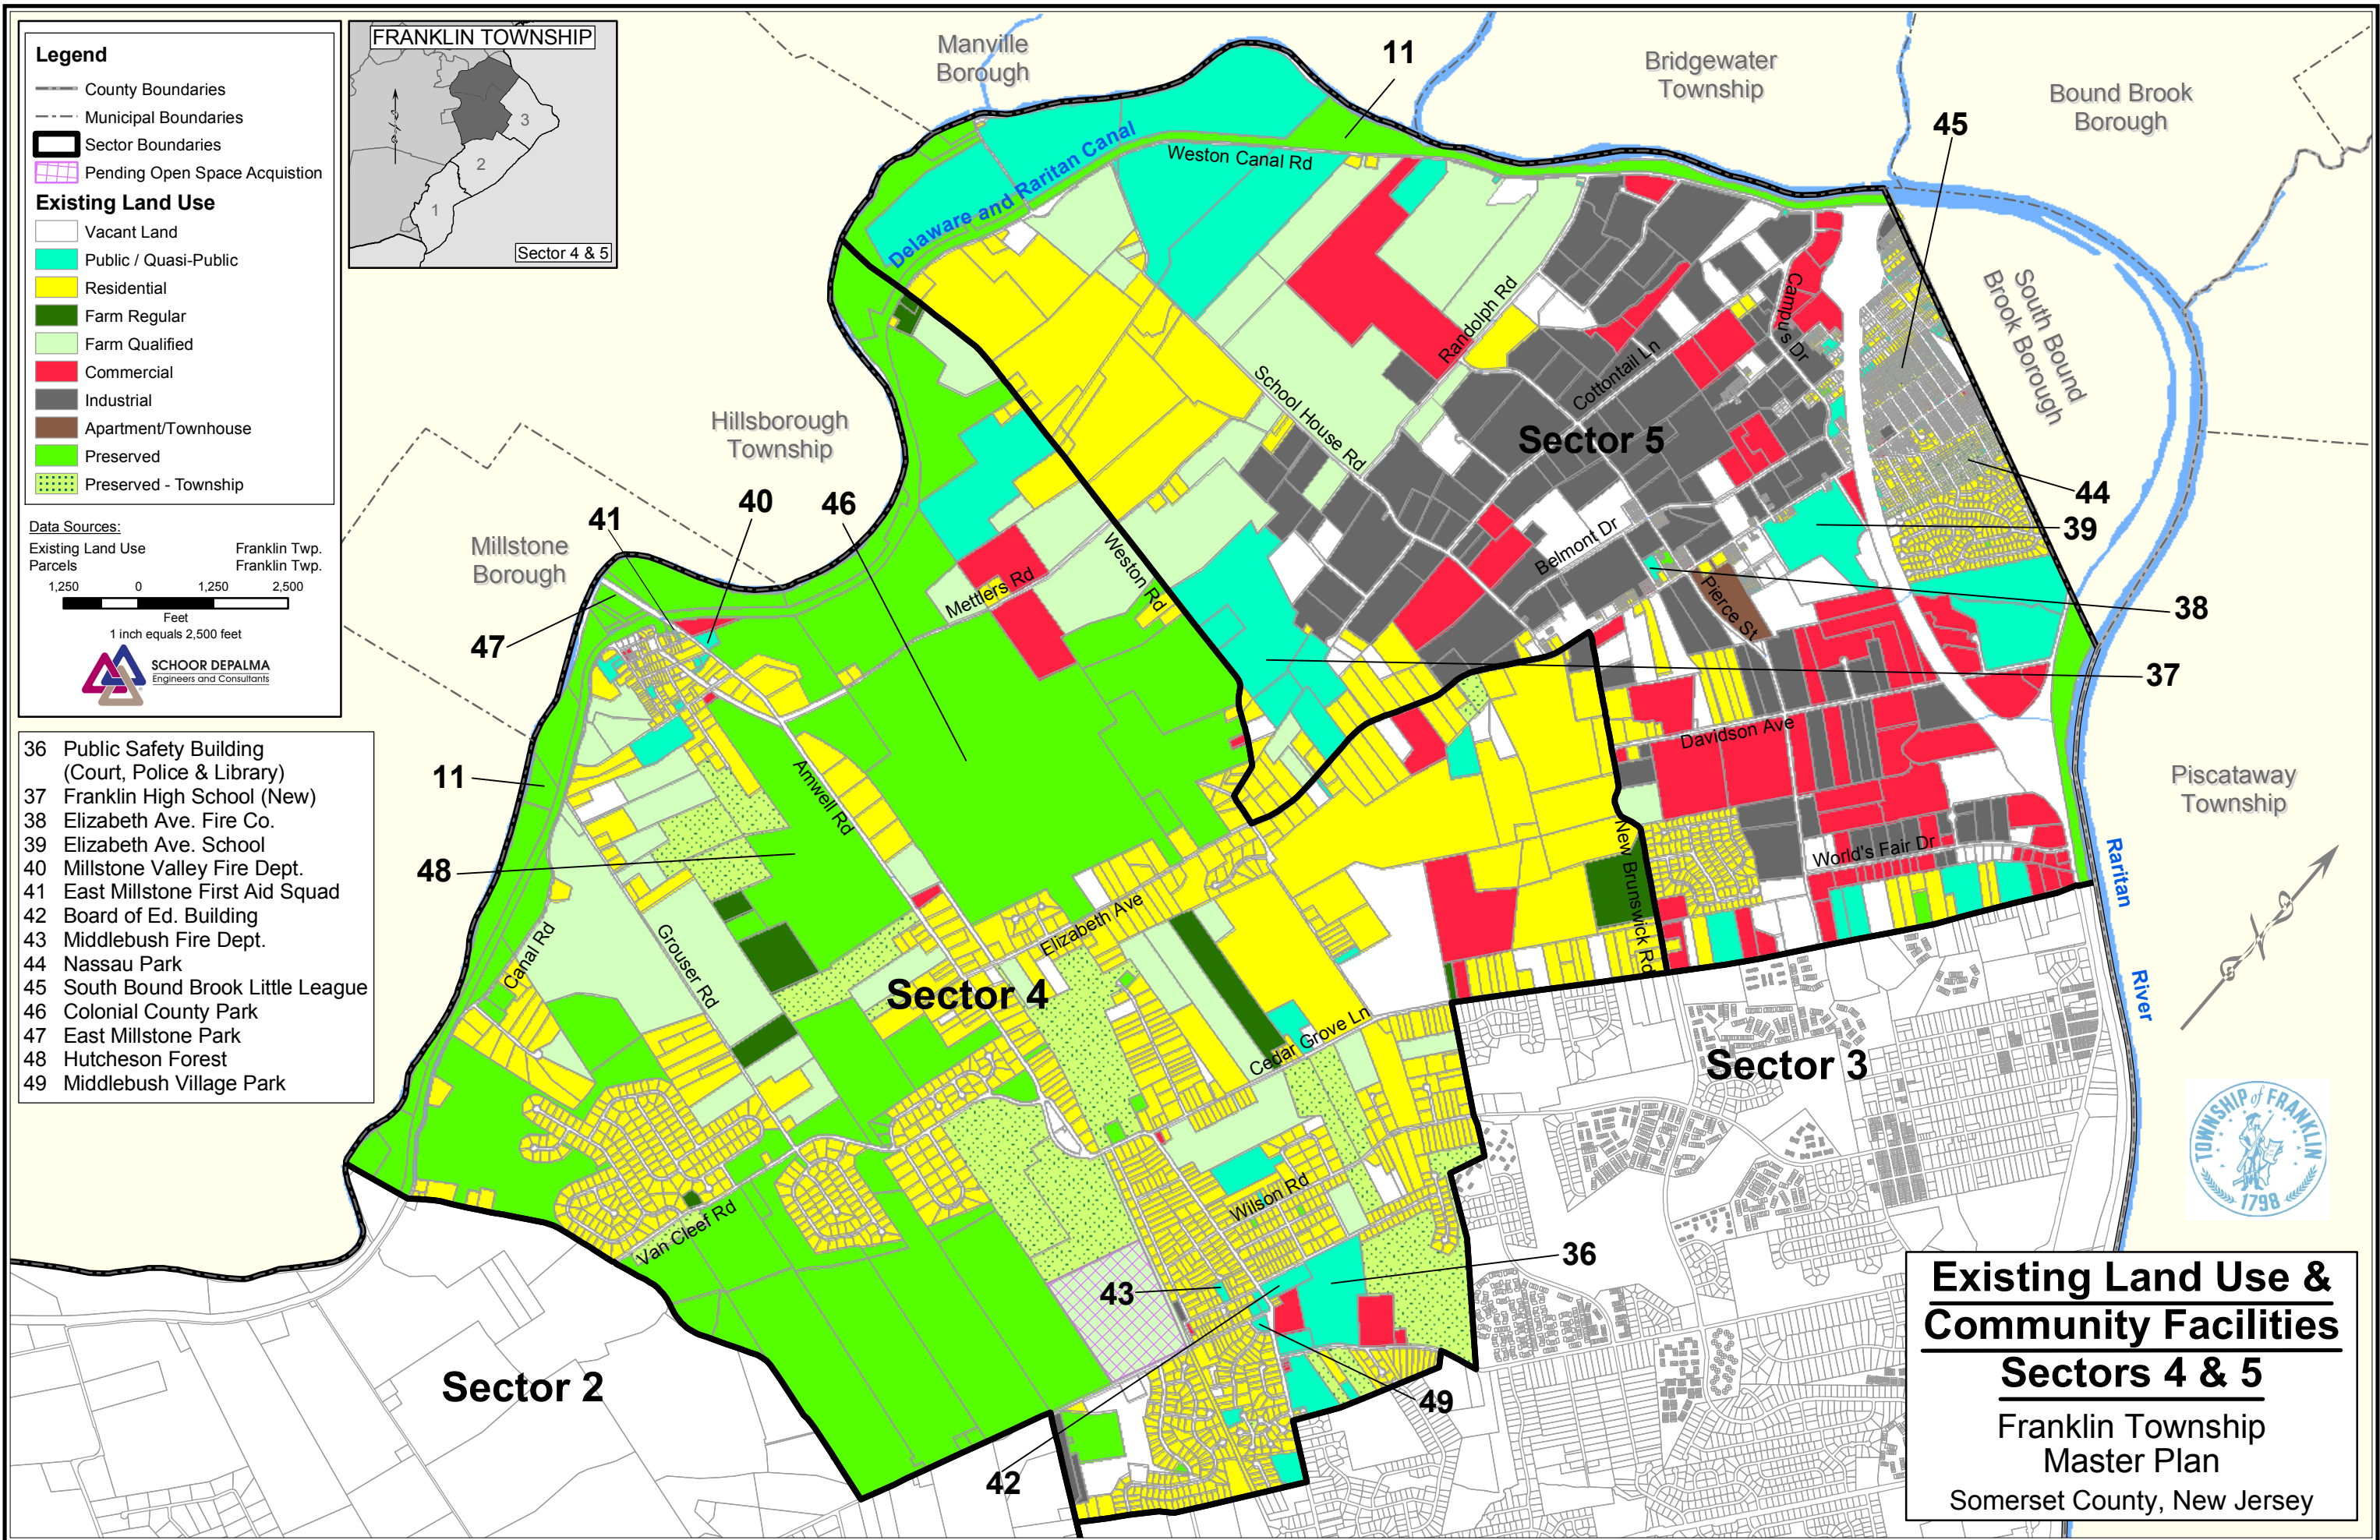 Legend
County Boundaries
Municipal Boundaries
Sector Boundaries
Pending Open Space Acquistion
Existing Land Use
Vacant Land
Public / Quasi-Public
Residential
Farm Regular
Farm Qualified
Commercial
Industrial
Apartment/Townhouse
Preserved
Preserved - Township
Data Sources:
Existing Land Use Franklin Twp.
Parcels Franklin Twp.
1,250 0 1,250 2,500
Feet
1 inch equals 2,500 feet
SCHOOR DEPALMA
Engineers and Consultants
FRANKLIN TOWNSHIP
3
2
1
Sector 4 & 5
36 Public Safety Building
(Court, Police & Library)
37 Franklin High School (New)
38 Elizabeth Ave. Fire Co.
39 Elizabeth Ave. School
40 Millstone Valley Fire Dept.
41 East Millstone First Aid Squad
42 Board of Ed. Building
43 Middlebush Fire Dept.
44 Nassau Park
45 South Bound Brook Little League
46 Colonial County Park
47 East Millstone Park
48 Hutcheson Forest
49 Middlebush Village Park
Manville
Borough
11
Bridgewater
Township
Bound Brook
Borough
45
Delaware and Raritan Canal
Weston Canal Rd
Randolph Rd
Campus Dr
Cottontail Ln
School House Rd
South Bound
Brook Borough
Sector 5
Hillsborough
Township
Millstone
Borough
41
40
46
44
39
Belmont Dr
Weston Rd
Mettlers Rd
Pierce St
38
47
37
Davidson Ave
11
Amwell Rd
Piscataway
Township
48
World's Fair Dr
New Brunswick Rd
Raritan
River
Elizabeth Ave
Canal Rd
Grouser Rd
Sector 4
Cedar Grove Ln
Sector 3
Wilson Rd
Van Cleef Rd
TOWNSHIP of FRANKLIN
1798
36
43
Sector 2
49
42
Existing Land Use &
Community Facilities
Sectors 4 & 5
Franklin Township
Master Plan
Somerset County, New Jersey